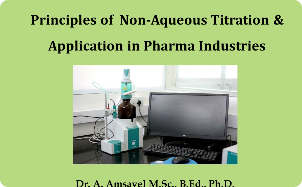 Principles of Non-Aqueous Titration &
Application in Pharma Industries
Dr. A. Amsavel M.Sc., B.Ed., Ph.D.